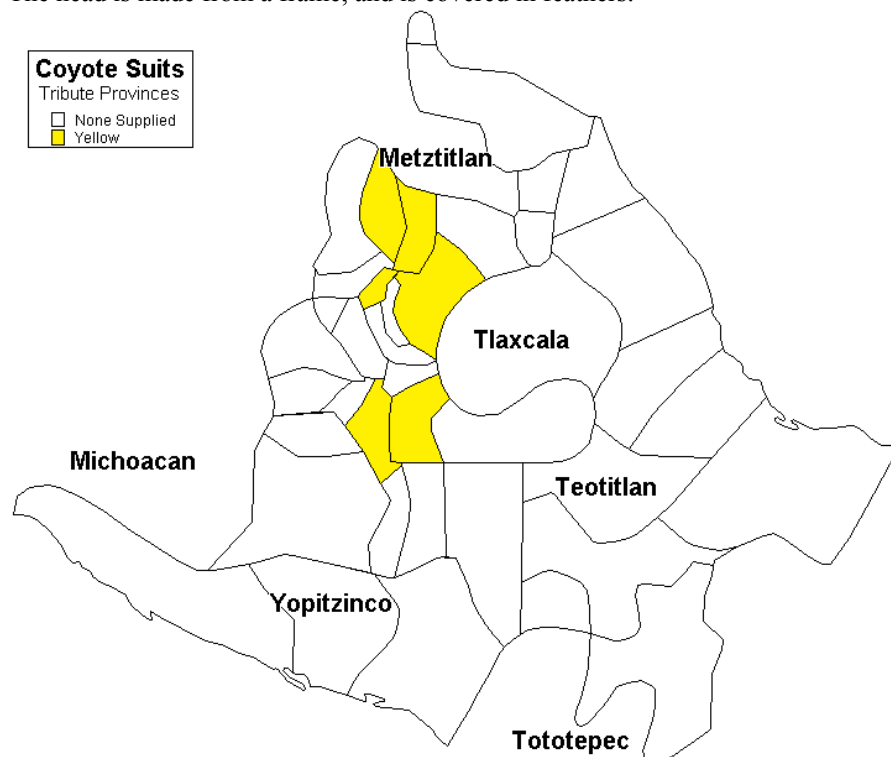 The head is made from a frame, and is covered in feathers.
Coyote Suits
Tribute Provinces
None Supplied
Yellow
Metztitlan
Tlaxcala
Michoacan
Teotitlan
Yopitzinco
Tototepec